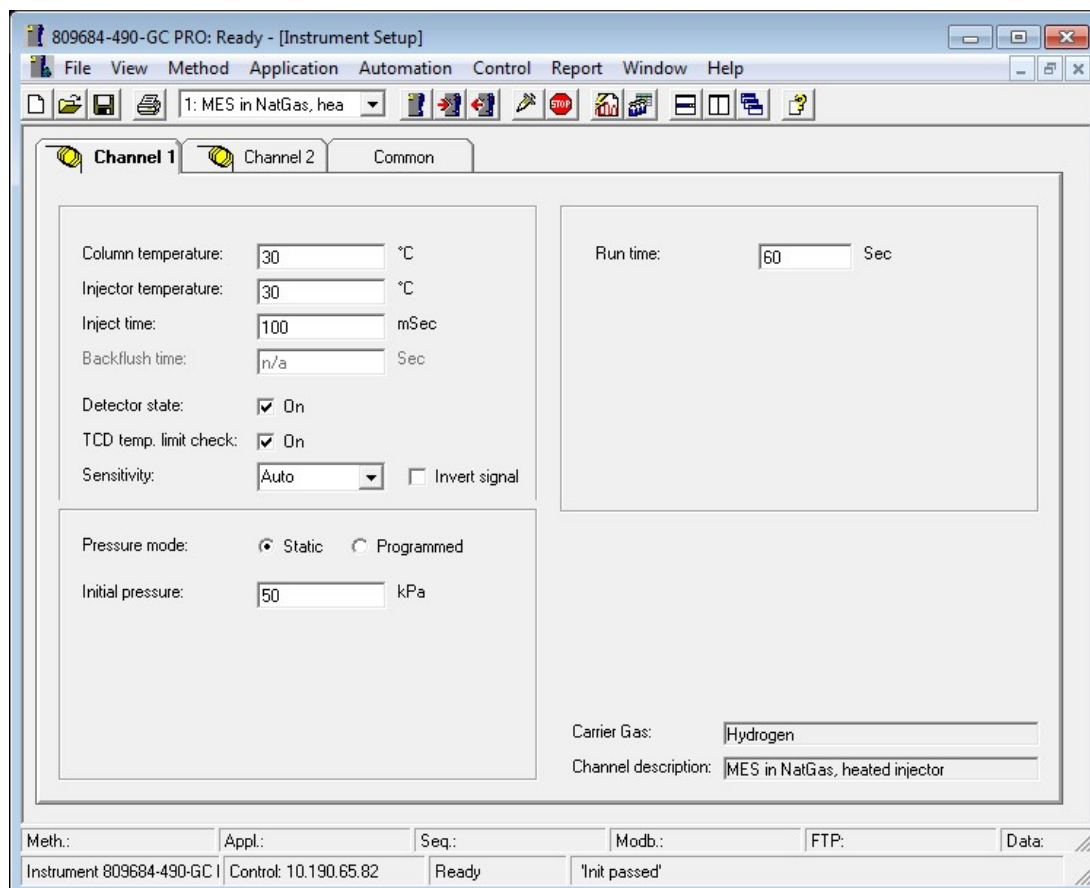 809684-490-GC PRO: Ready - [Instrument Setup]
File View Method Application Automation Control Report Window Help
1: MES in NatGas, hea
STOP
Channel 1 Channel 2 Common
Column temperature: 30 °C
Run time: 60 Sec
Injector temperature: 30 °C
Inject time: 100 mSec
Backflush time: n/a Sec
Detector state: On
TCD temp. limit check: On
Sensitivity: Auto Invert signal
Pressure mode: Static Programmed
Initial pressure: 50 kPa
Carrier Gas: Hydrogen
Channel description: MES in NatGas, heated injector
Meth.: Appl.: Seq.: Modb.: FTP: Data:
Instrument 809684-490-GC I Control: 10.190.65.82 Ready 'Init passed'